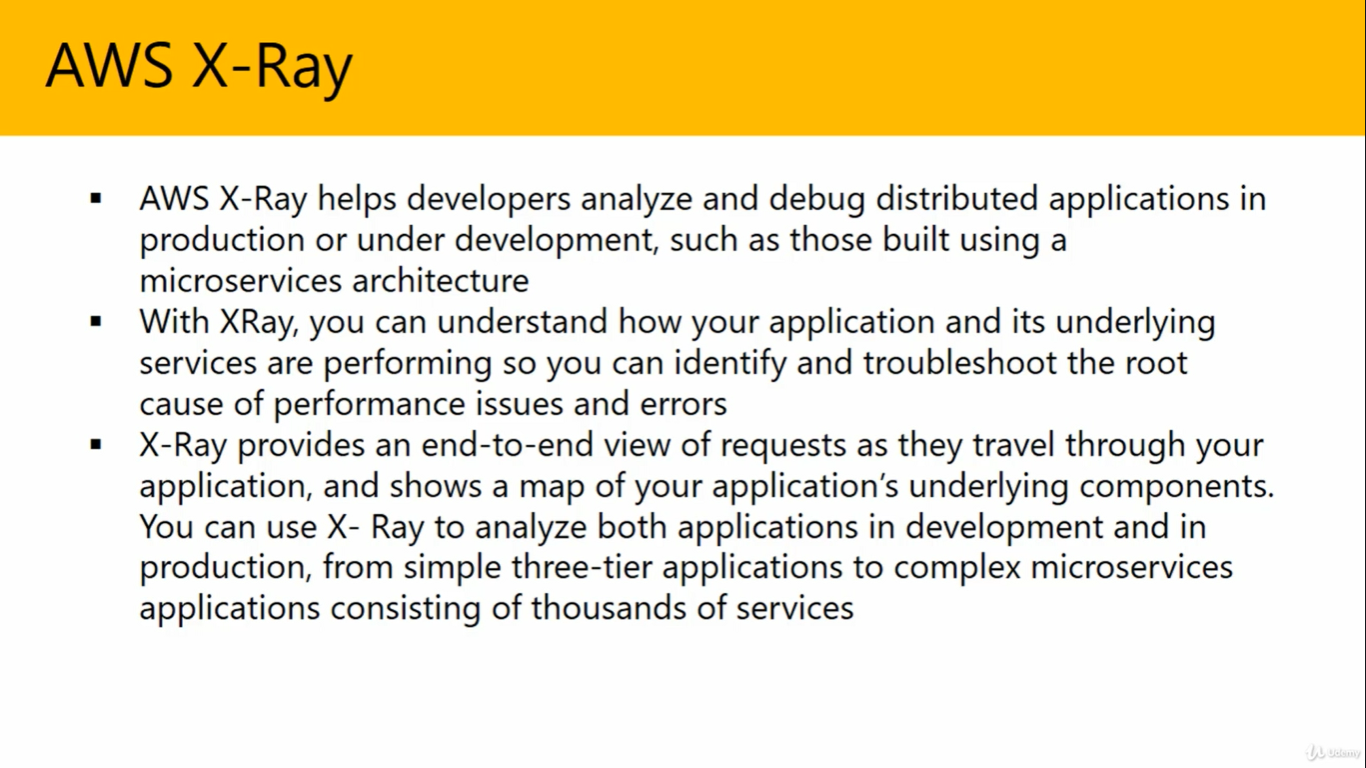 AWS X-Ray
▪ AWS X-Ray helps developers analyze and debug distributed applications in
production or under development, such as those built using a
microservices architecture
▪ With XRay, you can understand how your application and its underlying
services are performing so you can identify and troubleshoot the root
cause of performance issues and errors
▪ X-Ray provides an end-to-end view of requests as they travel through your
application, and shows a map of your application’s underlying components.
You can use X- Ray to analyze both applications in development and in
production, from simple three-tier applications to complex microservices
applications consisting of thousands of services
Udemy